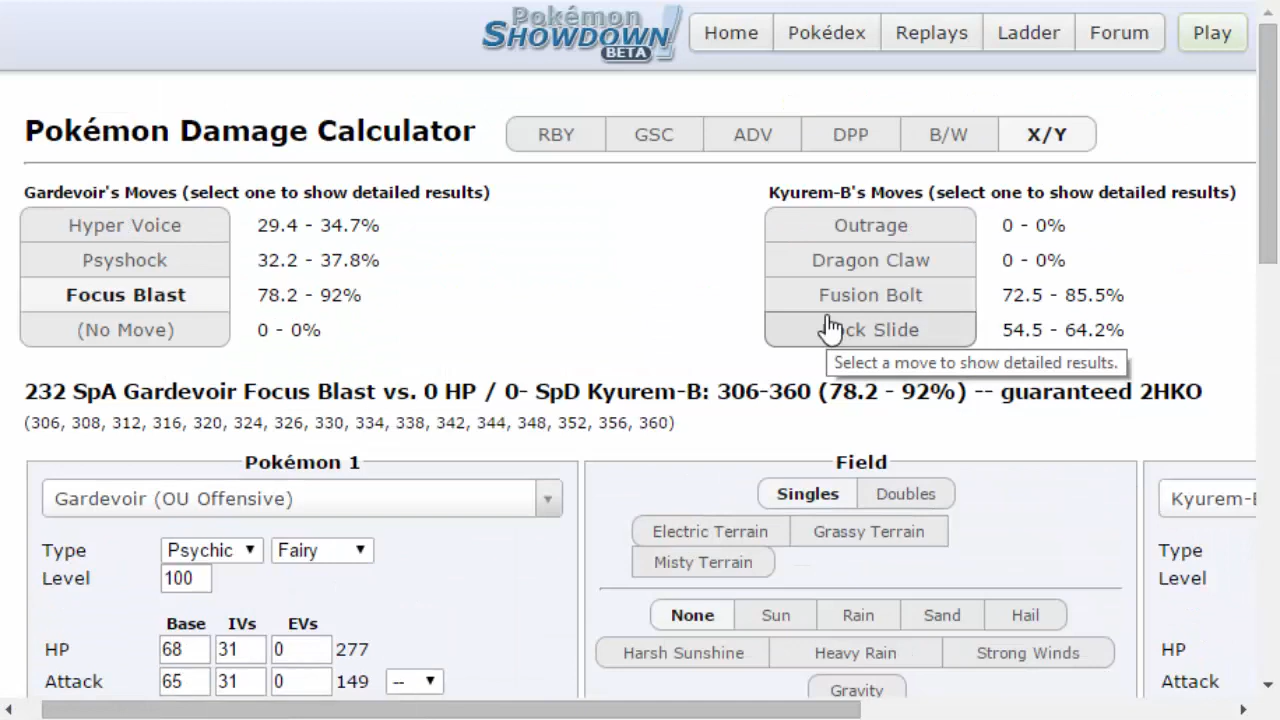 Pokémon
SHOWDOWN!
BETA
Home Pokédex Replays Ladder Forum Play
Pokémon Damage Calculator RBY GSC ADV DPP B/W X/Y
Gardevoir's Moves (select one to show detailed results)
Hyper Voice 29.4 - 34.7%
Psyshock 32.2 - 37.8%
Focus Blast 78.2 - 92%
(No Move) 0 - 0%
Kyurem-B's Moves (select one to show detailed results)
Outrage 0 - 0%
Dragon Claw 0 - 0%
Fusion Bolt 72.5 - 85.5%
ck Slide 54.5 - 64.2%
Select a move to show detailed results.
232 SpA Gardevoir Focus Blast vs. 0 HP / 0- SpD Kyurem-B: 306-360 (78.2 - 92%) -- guaranteed 2HKO
(306, 308, 312, 316, 320, 324, 326, 330, 334, 338, 342, 344, 348, 352, 356, 360)
Pokémon 1
Gardevoir (OU Offensive)
Type Psychic Fairy
Level 100
Base IVs EVs
HP 68 31 0 277
Attack 65 31 0 149 --
Field
Singles Doubles
Electric Terrain Grassy Terrain
Misty Terrain
None Sun Rain Sand Hail
Harsh Sunshine Heavy Rain Strong Winds
Gravity
Kyurem-
Type
Level
HP
Attack